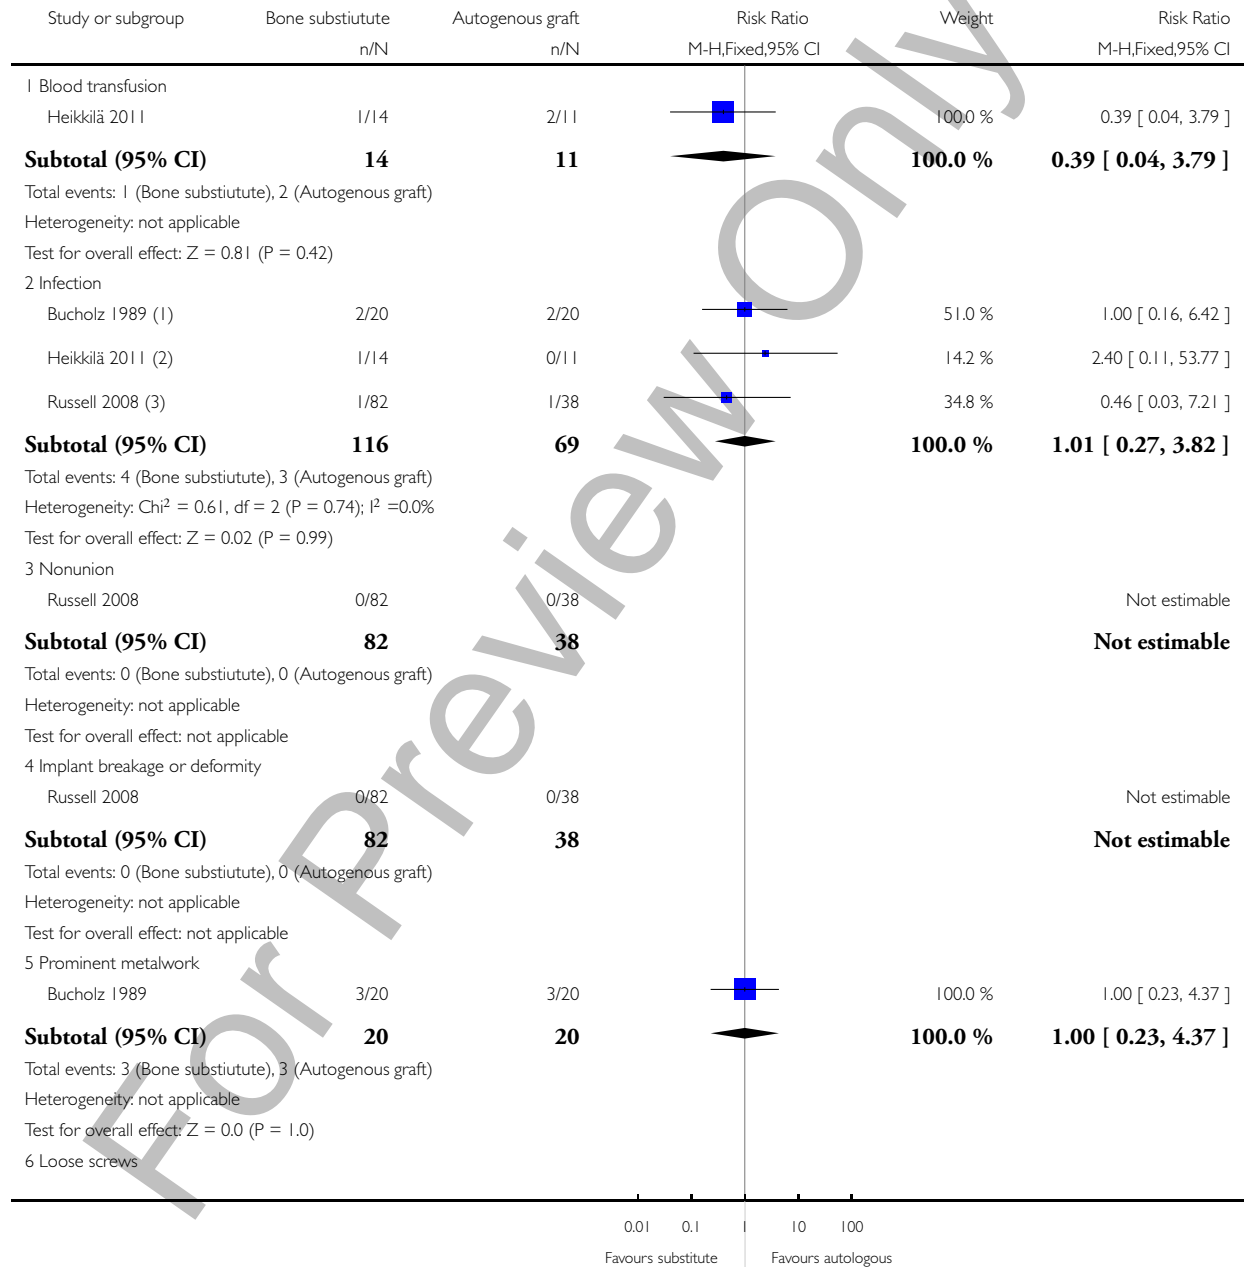 Study or subgroup Bone substiutute Autogenous graft Risk Ratio Weight Risk Ratio
n/N n/N M-H,Fixed,95% CI M-H,Fixed,95% CI
1 Blood transfusion
Heikkilä 2011 1/14 2/11 100.0 % 0.39 [ 0.04, 3.79 ]
Subtotal (95% CI) 14 11 100.0 % 0.39 [ 0.04, 3.79 ]
Total events: 1 (Bone substiutute), 2 (Autogenous graft)
Heterogeneity: not applicable
Test for overall effect: Z = 0.81 (P = 0.42)
2 Infection
Bucholz 1989 (1) 2/20 2/20 51.0 % 1.00 [ 0.16, 6.42 ]
Heikkilä 2011 (2) 1/14 0/11 14.2 % 2.40 [ 0.11, 53.77 ]
Russell 2008 (3) 1/82 1/38 34.8 % 0.46 [ 0.03, 7.21 ]
Subtotal (95% CI) 116 69 100.0 % 1.01 [ 0.27, 3.82 ]
Total events: 4 (Bone substiutute), 3 (Autogenous graft)
Heterogeneity: Chi² = 0.61, df = 2 (P = 0.74); I² =0.0%
Test for overall effect: Z = 0.02 (P = 0.99)
3 Nonunion
Russell 2008 0/82 0/38 Not estimable
Subtotal (95% CI) 82 38 Not estimable
Total events: 0 (Bone substiutute), 0 (Autogenous graft)
Heterogeneity: not applicable
Test for overall effect: not applicable
4 Implant breakage or deformity
Russell 2008 0/82 0/38 Not estimable
Subtotal (95% CI) 82 38 Not estimable
Total events: 0 (Bone substiutute), 0 (Autogenous graft)
Heterogeneity: not applicable
Test for overall effect: not applicable
5 Prominent metalwork
Bucholz 1989 3/20 3/20 100.0 % 1.00 [ 0.23, 4.37 ]
Subtotal (95% CI) 20 20 100.0 % 1.00 [ 0.23, 4.37 ]
Total events: 3 (Bone substiutute), 3 (Autogenous graft)
Heterogeneity: not applicable
Test for overall effect: Z = 0.0 (P = 1.0)
6 Loose screws
0.01 0.1 1 10 100
Favours substitute Favours autologous
For Preview Only